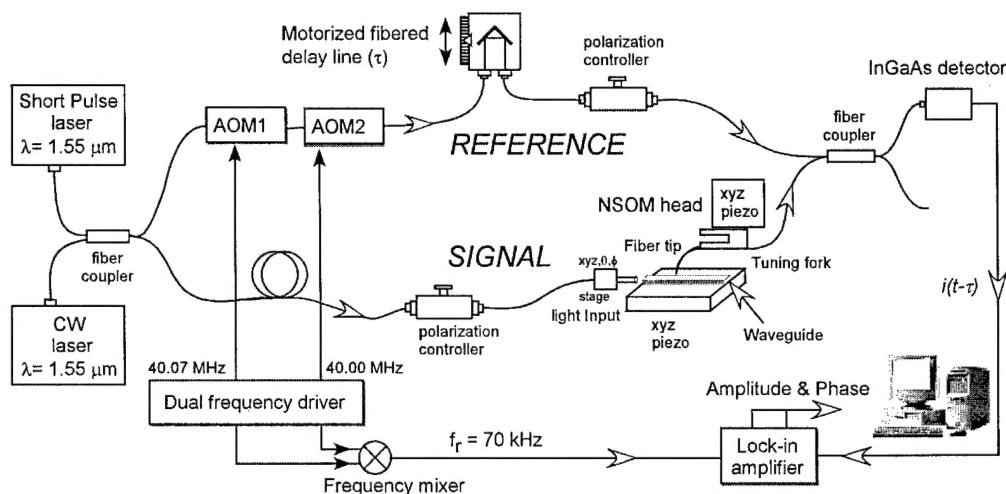 Motorized fibered
delay line (τ)
polarization
controller
InGaAs detector
Short Pulse
laser
λ= 1.55 μm
AOM1
AOM2
REFERENCE
fiber
coupler
NSOM head
xyz
piezo
fiber
coupler
SIGNAL
Fiber tip
Tuning fork
xyz,θ,ϕ
stage
light Input
i(t-τ)
CW
laser
λ= 1.55 μm
polarization
controller
xyz
piezo
Waveguide
40.07 MHz
40.00 MHz
Dual frequency driver
Amplitude & Phase
fr = 70 kHz
Lock-in
amplifier
Frequency mixer